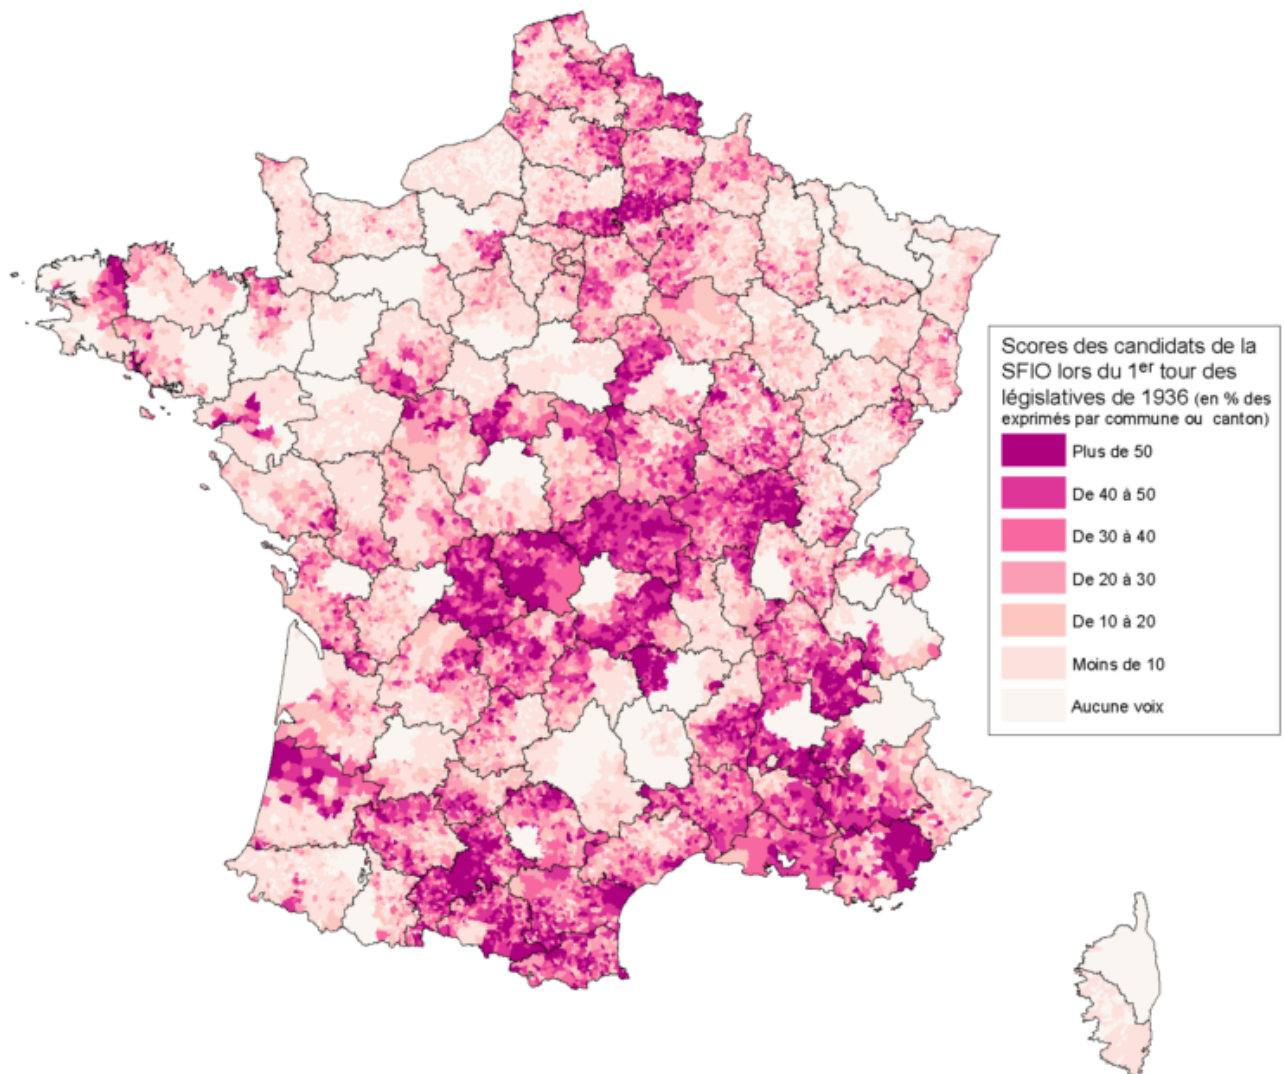 Scores des candidats de la
SFIO lors du 1er tour des
législatives de 1936 (en % des
exprimés par commune ou canton)
Plus de 50
De 40 à 50
De 30 à 40
De 20 à 30
De 10 à 20
Moins de 10
Aucune voix